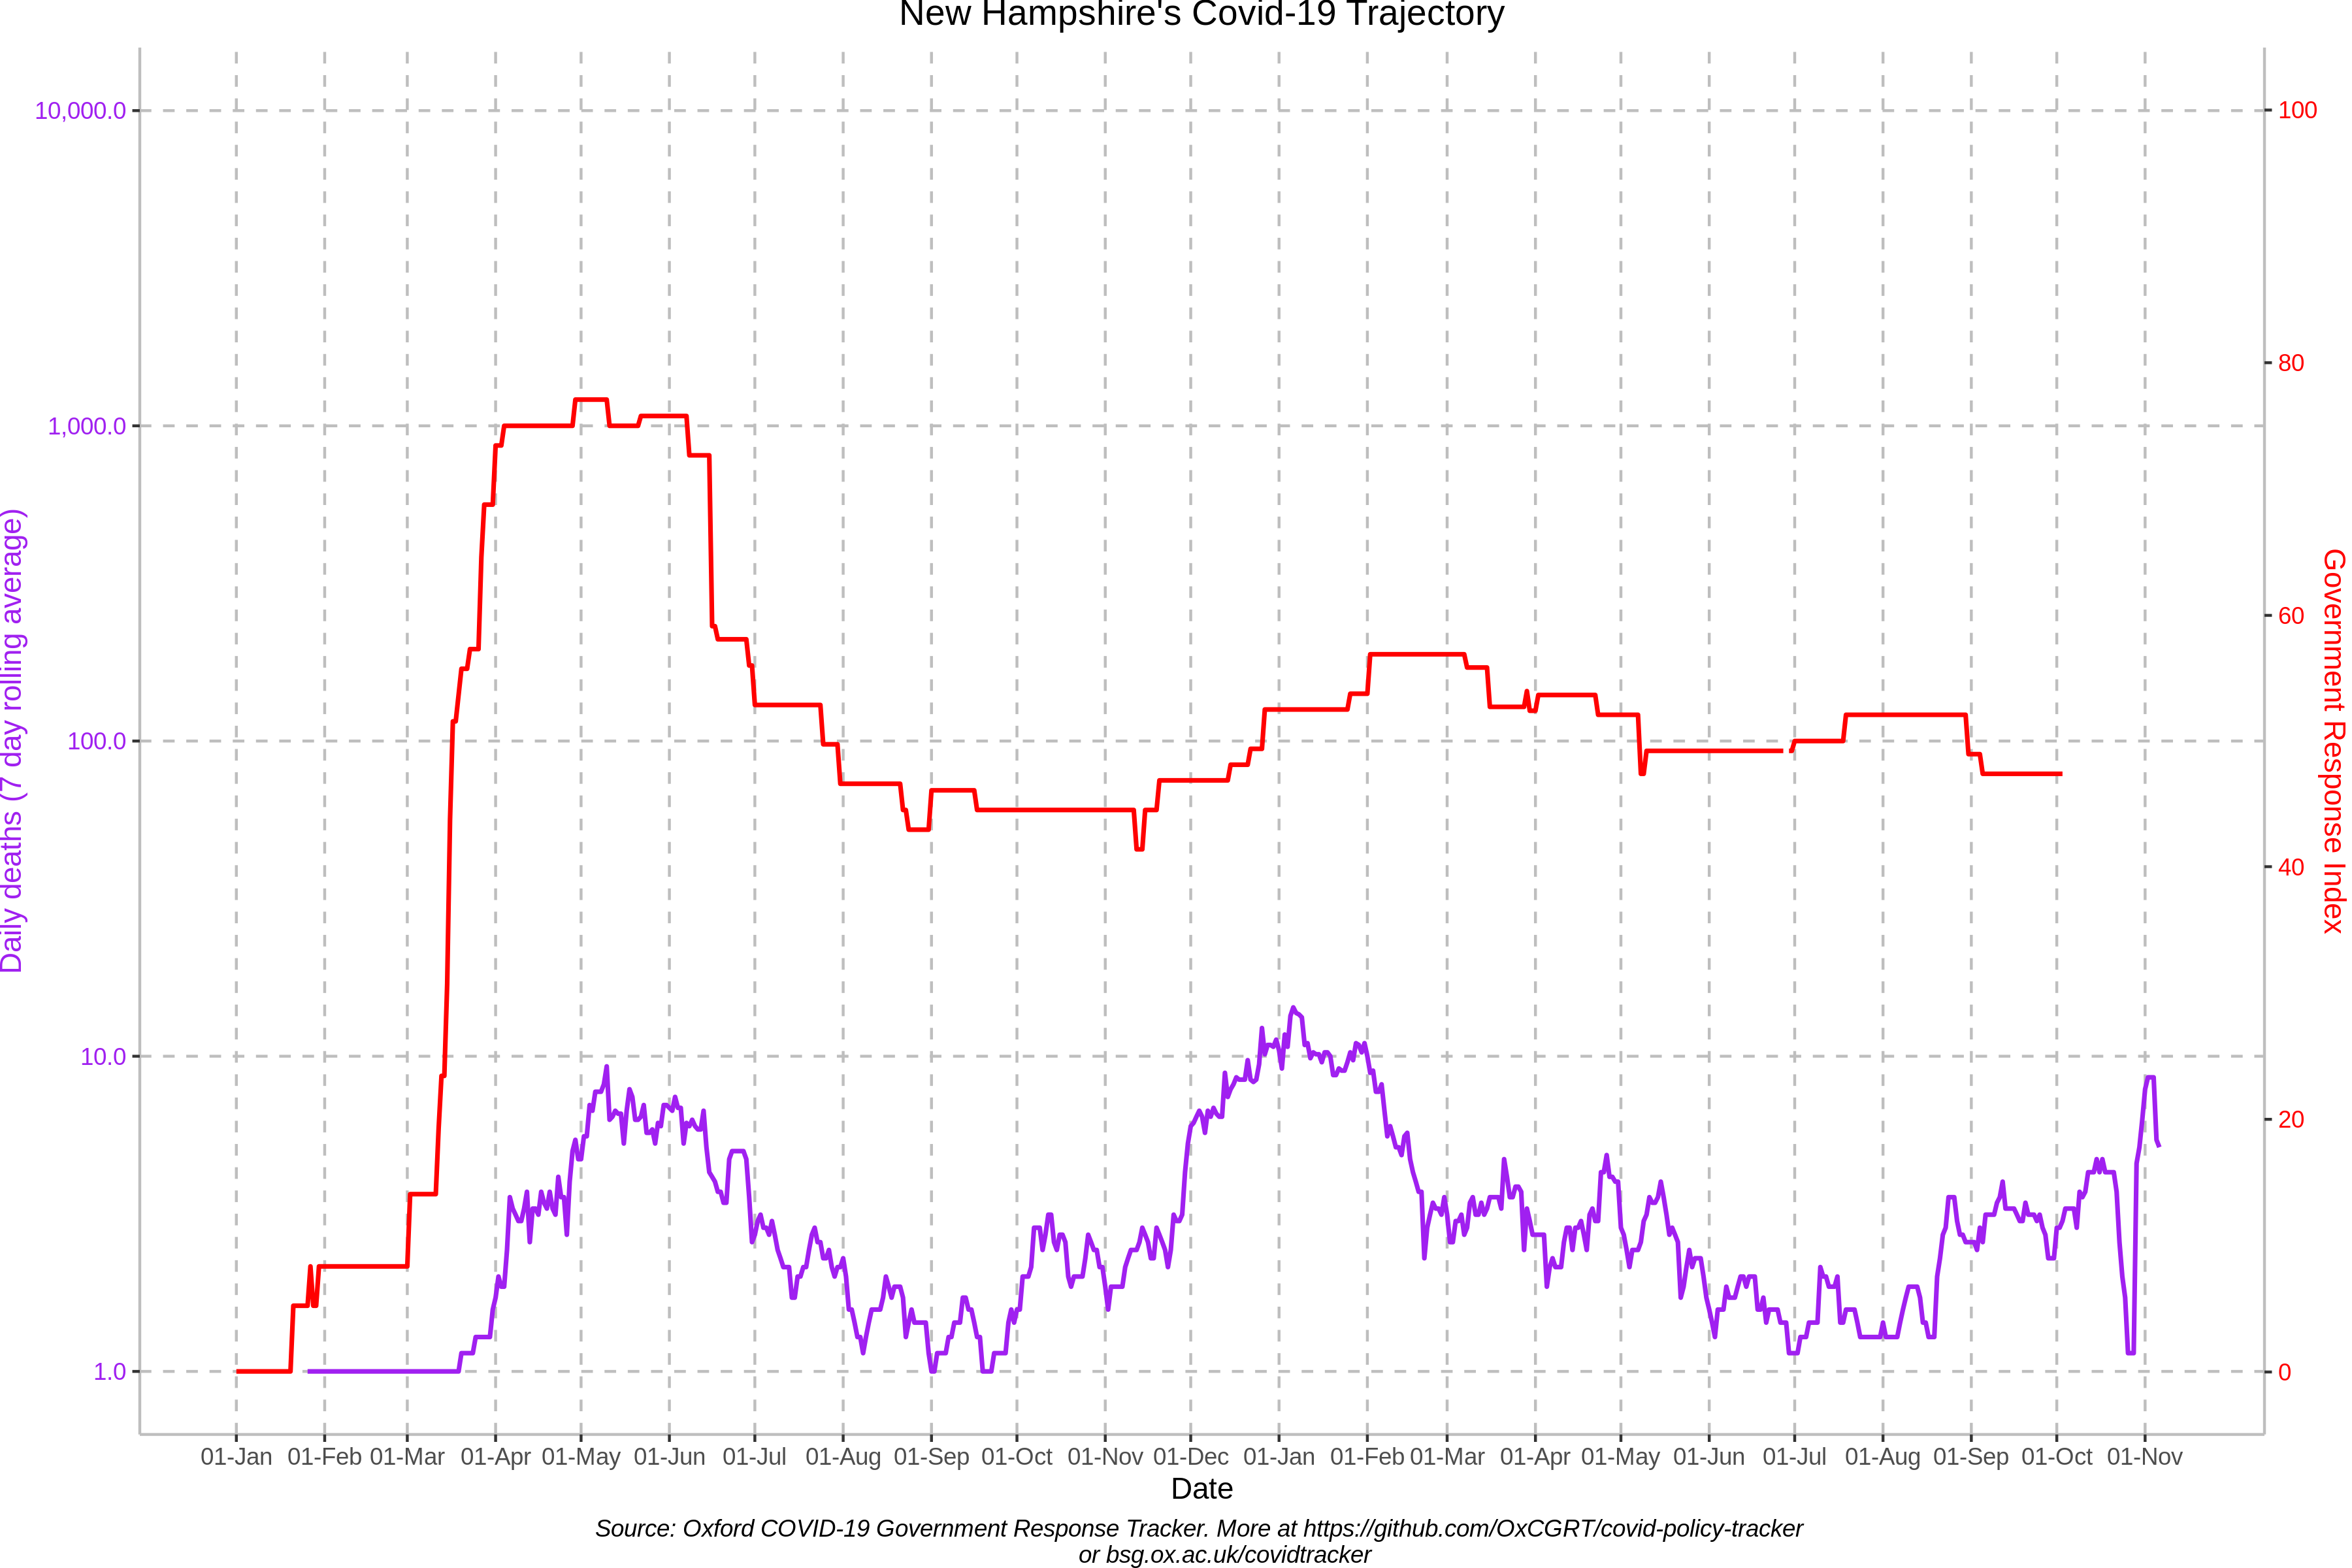 New Hampshire's Covid-19 Trajectory
10,000.0
1,000.0
100.0
10.0
1.0
Daily deaths (7 day rolling average)
100
80
60
40
20
0
Government Response Index
01-Jan 01-Feb 01-Mar 01-Apr 01-May 01-Jun 01-Jul 01-Aug 01-Sep 01-Oct 01-Nov 01-Dec 01-Jan 01-Feb 01-Mar 01-Apr 01-May 01-Jun 01-Jul 01-Aug 01-Sep 01-Oct 01-Nov
Date
Source: Oxford COVID-19 Government Response Tracker. More at https://github.com/OxCGRT/covid-policy-tracker
or bsg.ox.ac.uk/covidtracker